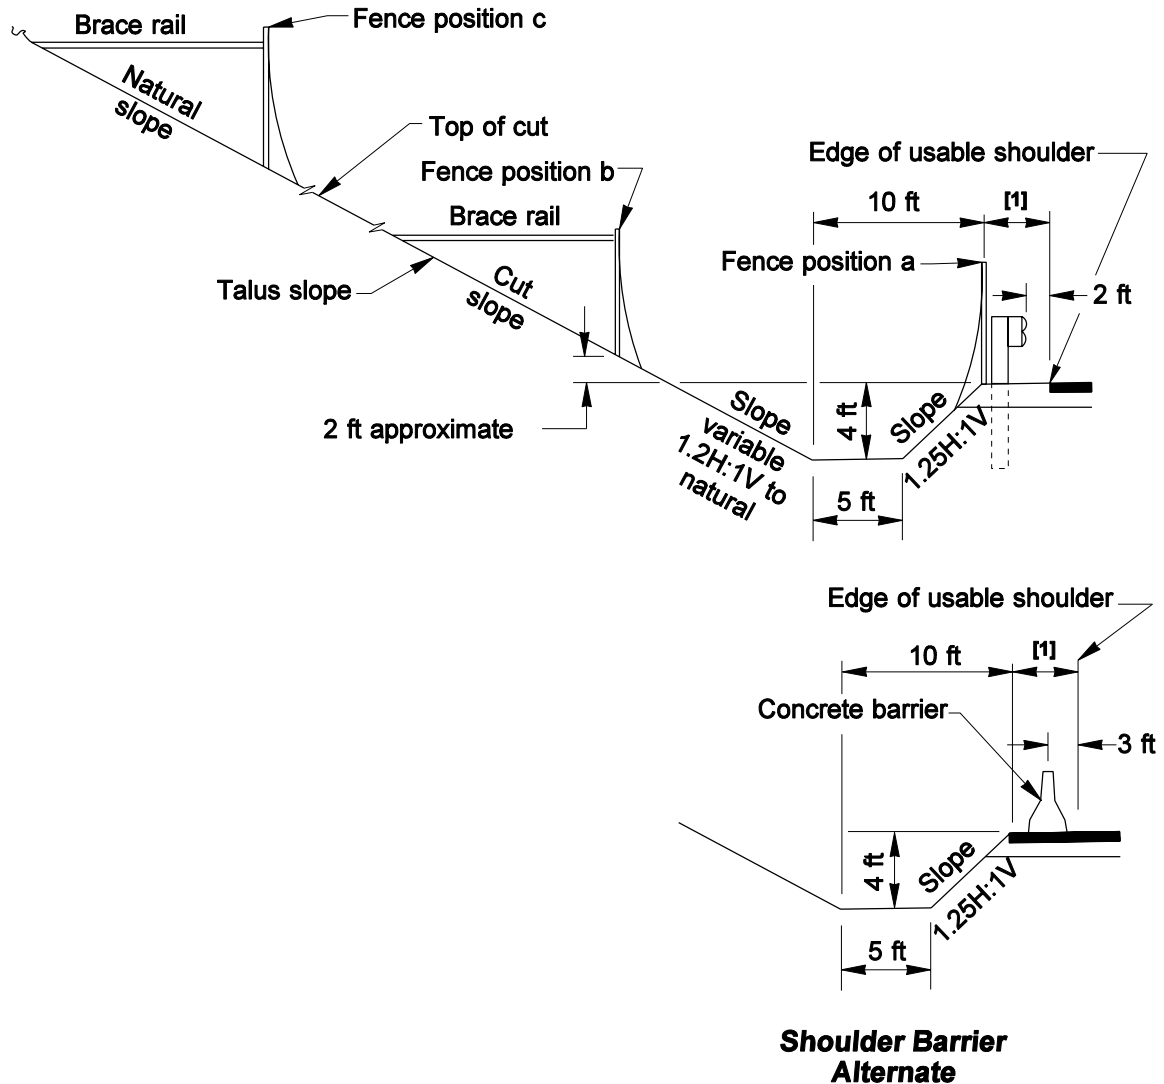 Brace rail
Fence position c
Natural
slope
Top of cut
Fence position b
Edge of usable shoulder
Brace rail
10 ft
[1]
Fence position a
Talus slope
Cut
slope
2 ft
2 ft approximate
Slope
variable
1.2H:1V to
natural
4 ft
Slope
1.25H:1V
5 ft
Edge of usable shoulder
10 ft
[1]
Concrete barrier
3 ft
4 ft
Slope
1.25H:1V
5 ft
Shoulder Barrier
Alternate